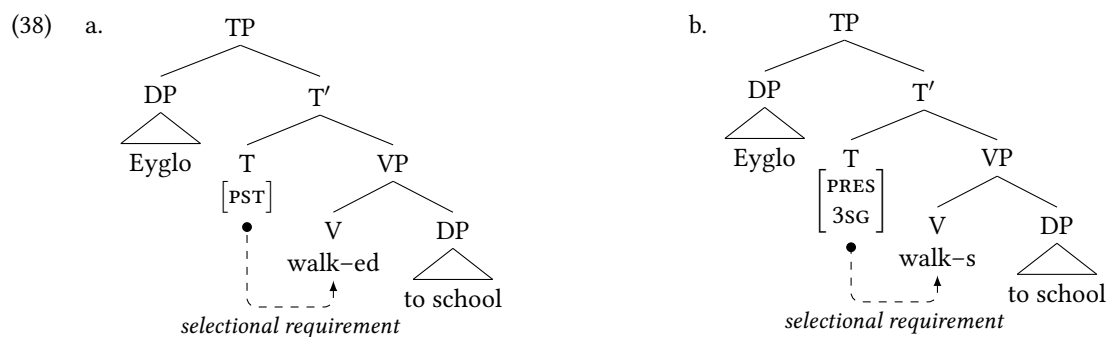 (38) a. TP b. TP
DP T′ DP T′
Eyglo T VP Eyglo T VP
[PST] V DP [PRES 3SG] V DP
walk–ed to school walk–s to school
selectional requirement selectional requirement